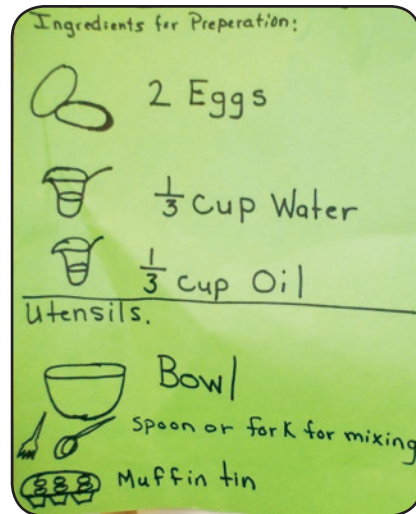 Ingredients for Preperation:
2 Eggs
1/3 cup Water
1/3 cup Oil
Utensils.
Bowl
Spoon or fork for mixing
Muffin tin